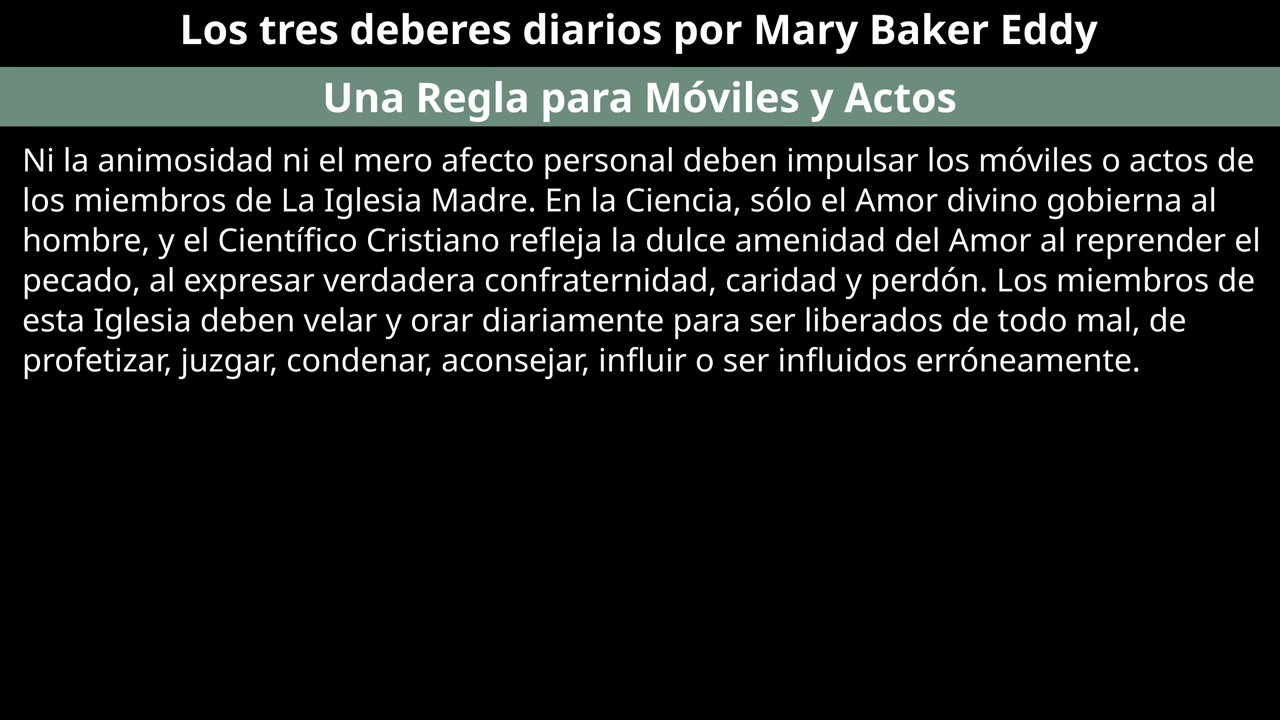 Los tres deberes diarios por Mary Baker Eddy
Una Regla para Móviles y Actos
Ni la animosidad ni el mero afecto personal deben impulsar los móviles o actos de
los miembros de La Iglesia Madre. En la Ciencia, sólo el Amor divino gobierna al
hombre, y el Científico Cristiano refleja la dulce amenidad del Amor al reprender el
pecado, al expresar verdadera confraternidad, caridad y perdón. Los miembros de
esta Iglesia deben velar y orar diariamente para ser liberados de todo mal, de
profetizar, juzgar, condenar, aconsejar, influir o ser influidos erróneamente.